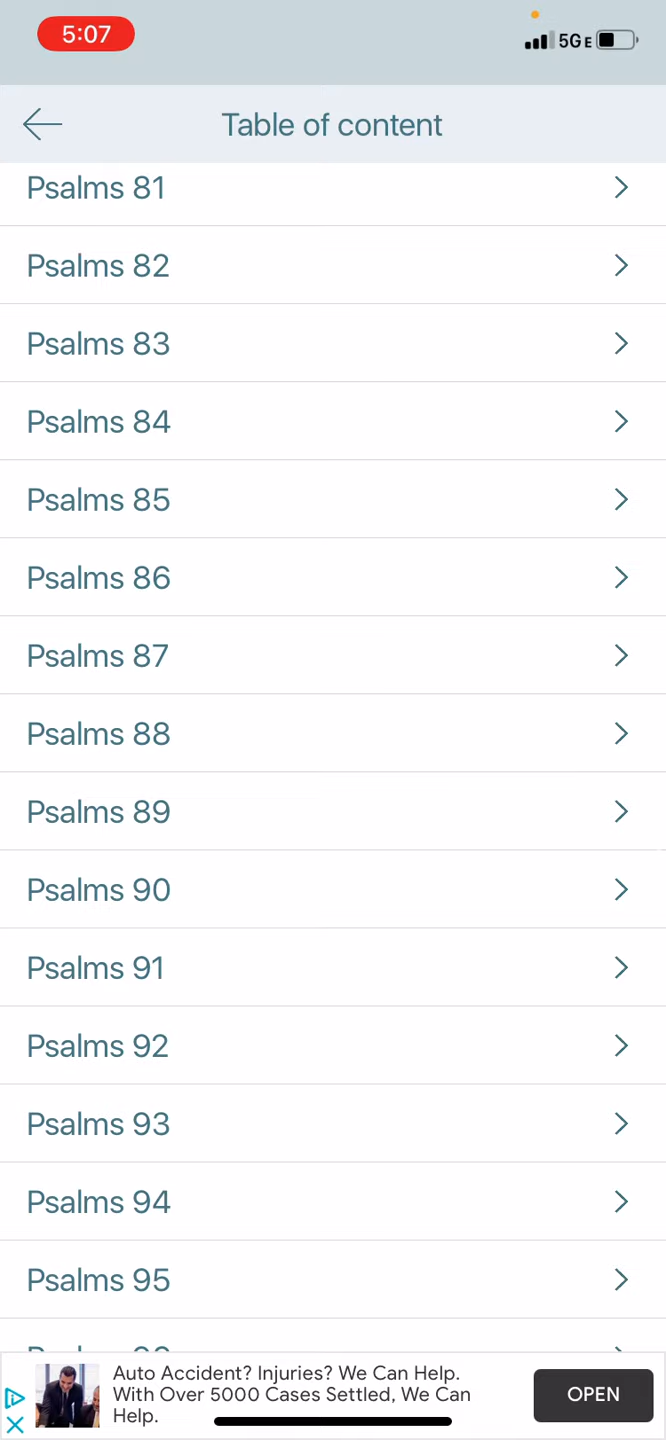 5:07
5G E
Table of content
Psalms 81
Psalms 82
Psalms 83
Psalms 84
Psalms 85
Psalms 86
Psalms 87
Psalms 88
Psalms 89
Psalms 90
Psalms 91
Psalms 92
Psalms 93
Psalms 94
Psalms 95
Auto Accident? Injuries? We Can Help.
With Over 5000 Cases Settled, We Can
Help.
OPEN